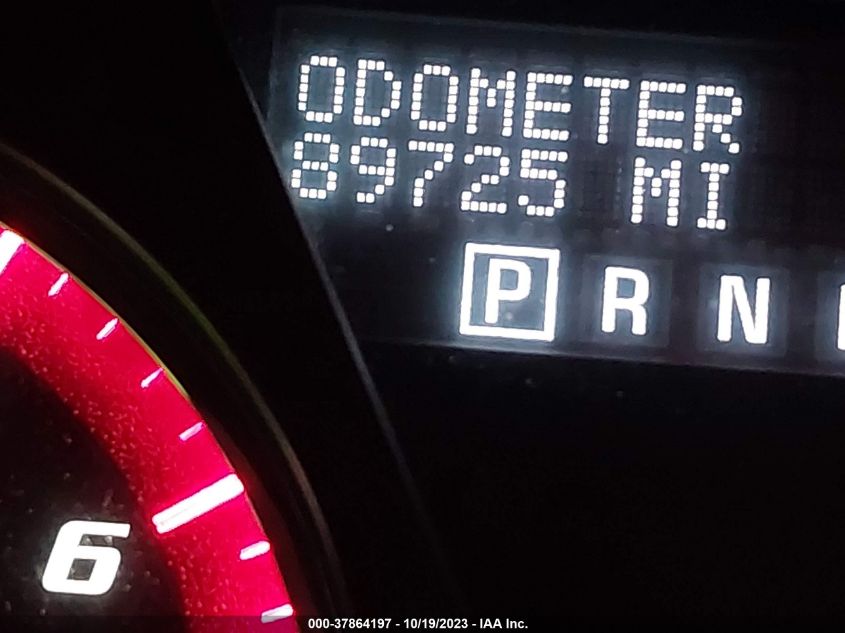 ODOMETER
89725 MI
P R N
6
000-37864197 - 10/19/2023 - IAA Inc.